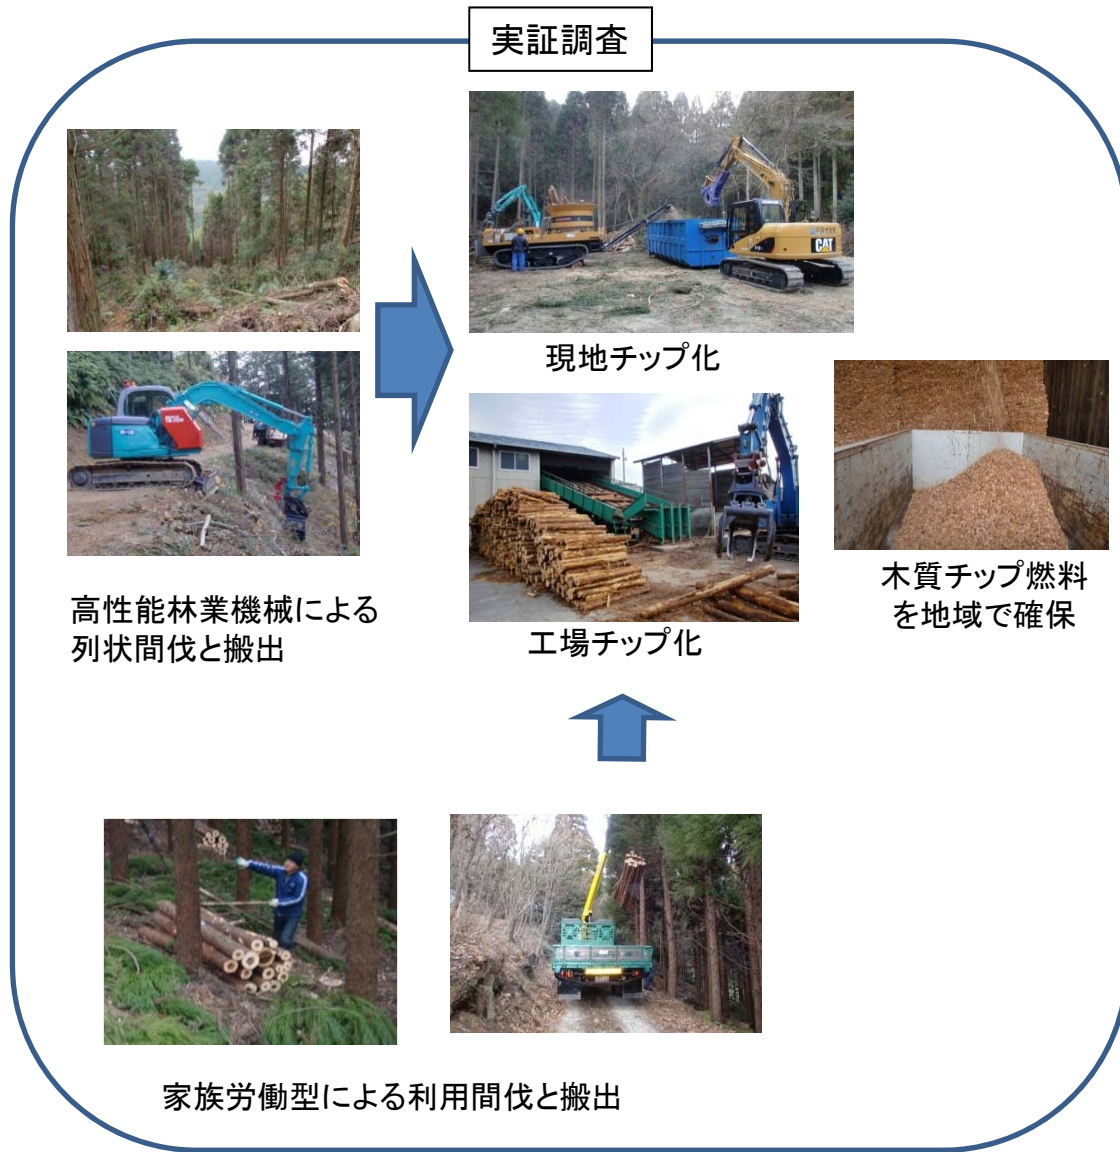 実証調査
現地チップ化
CAT
高性能林業機械による
列状間伐と搬出
工場チップ化
木質チップ燃料
を地域で確保
家族労働型による利用間伐と搬出